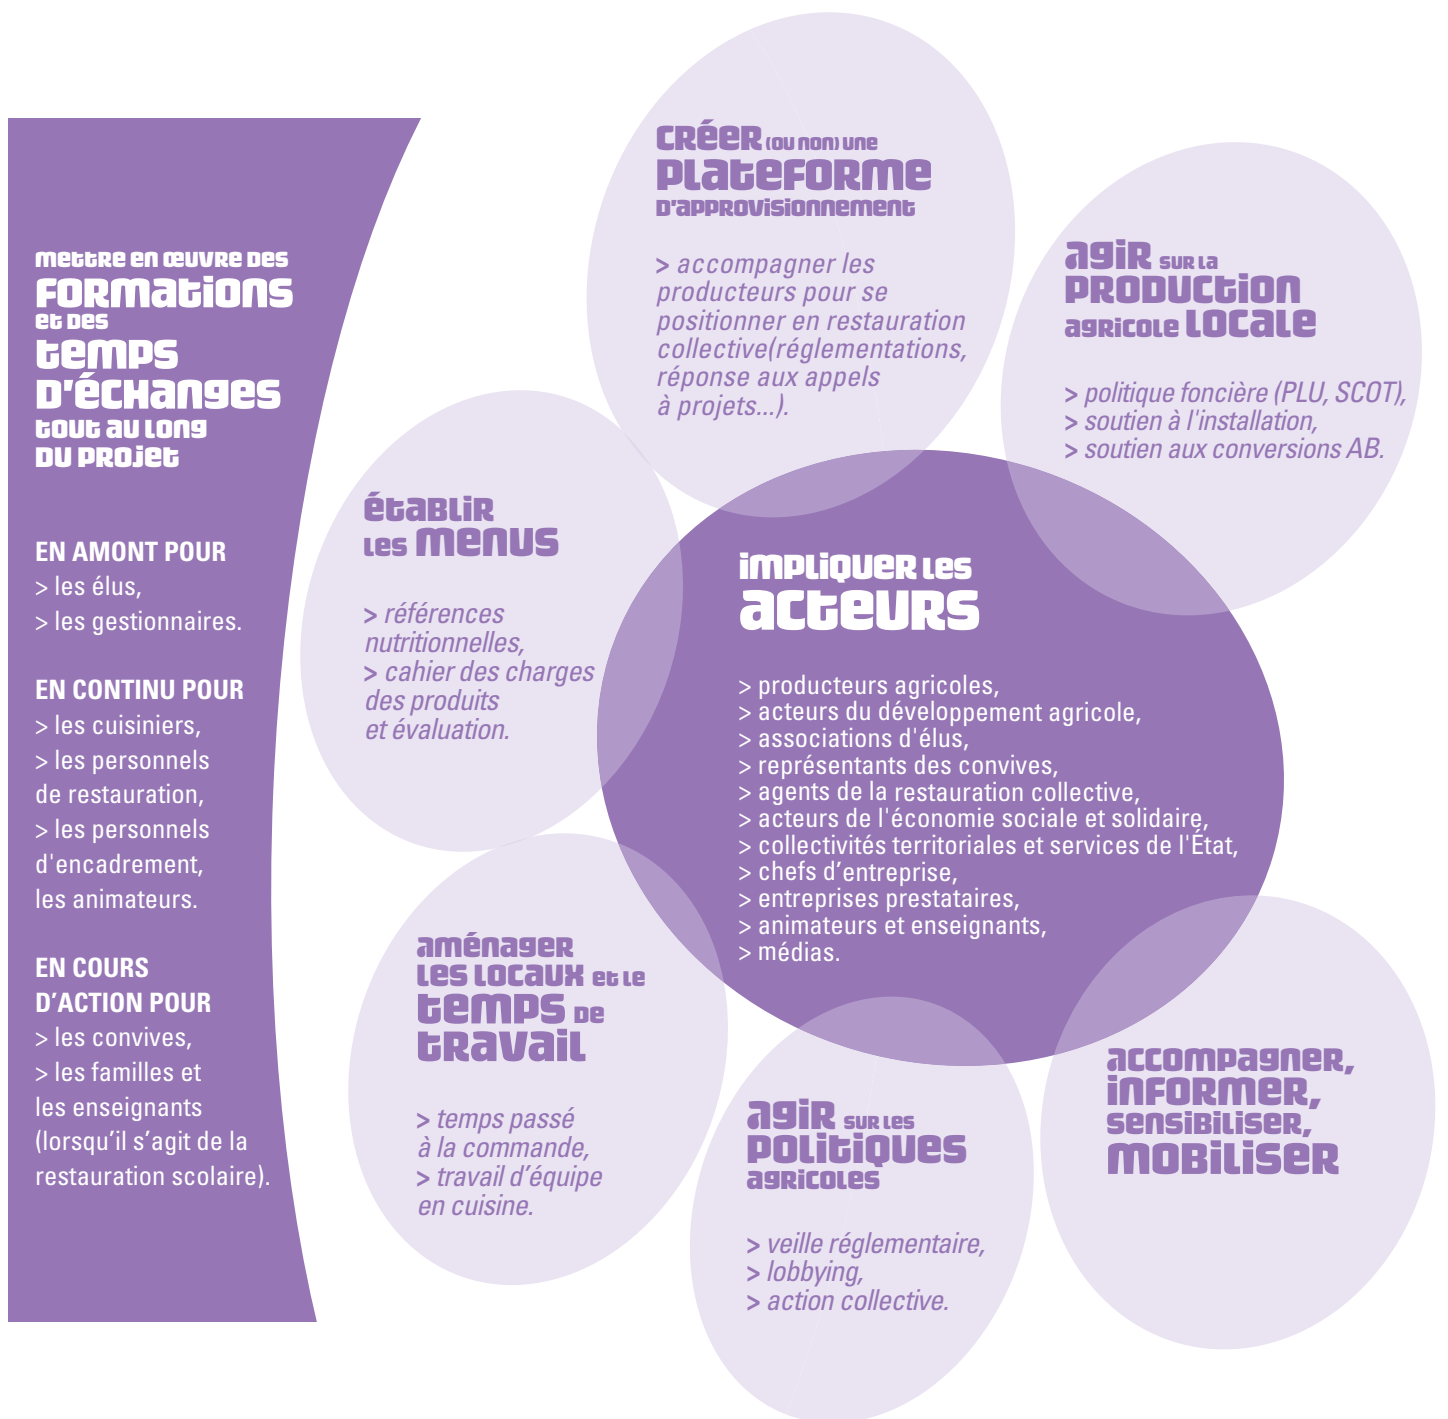 mettre en œuvre des
formations
et des
temps
d'échanges
tout au long
du projet
EN AMONT POUR
> les élus,
> les gestionnaires.
EN CONTINU POUR
> les cuisiniers,
> les personnels
de restauration,
> les personnels
d'encadrement,
les animateurs.
EN COURS
D’ACTION POUR
> les convives,
> les familles et
les enseignants
(lorsqu’il s’agit de la
restauration scolaire).
créer (ou non) une
plateforme
d'approvisionnement
> accompagner les
producteurs pour se
positionner en restauration
collective(réglementations,
réponse aux appels
à projets...).
agir sur la
production
agricole locale
> politique foncière (PLU, SCOT),
> soutien à l'installation,
> soutien aux conversions AB.
établir
les menus
> références
nutritionnelles,
> cahier des charges
des produits
et évaluation.
impliquer les
acteurs
> producteurs agricoles,
> acteurs du développement agricole,
> associations d'élus,
> représentants des convives,
> agents de la restauration collective,
> acteurs de l'économie sociale et solidaire,
> collectivités territoriales et services de l'État,
> chefs d’entreprise,
> entreprises prestataires,
> animateurs et enseignants,
> médias.
aménager
les locaux et le
temps de
travail
> temps passé
à la commande,
> travail d’équipe
en cuisine.
agir sur les
politiques
agricoles
> veille réglementaire,
> lobbying,
> action collective.
accompagner,
informer,
sensibiliser,
mobiliser